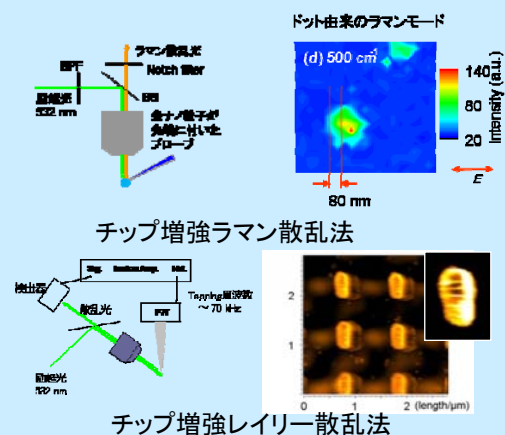 ドット由来のラマンモード
ラマン散乱光
Notch filter
BPF
BS
励起光
532 nm
金ナノ粒子が
先端に付いた
プローブ
(d) 500 cm-1
140
80
20
Intensity (a.u.)
E
80 nm
チップ増強ラマン散乱法
Sig.
Ref.
検出器
散乱光
Tapping周波数
～ 70 kHz
励起光
532 nm
2
1
0
1
2 (length/μm)
チップ増強レイリー散乱法